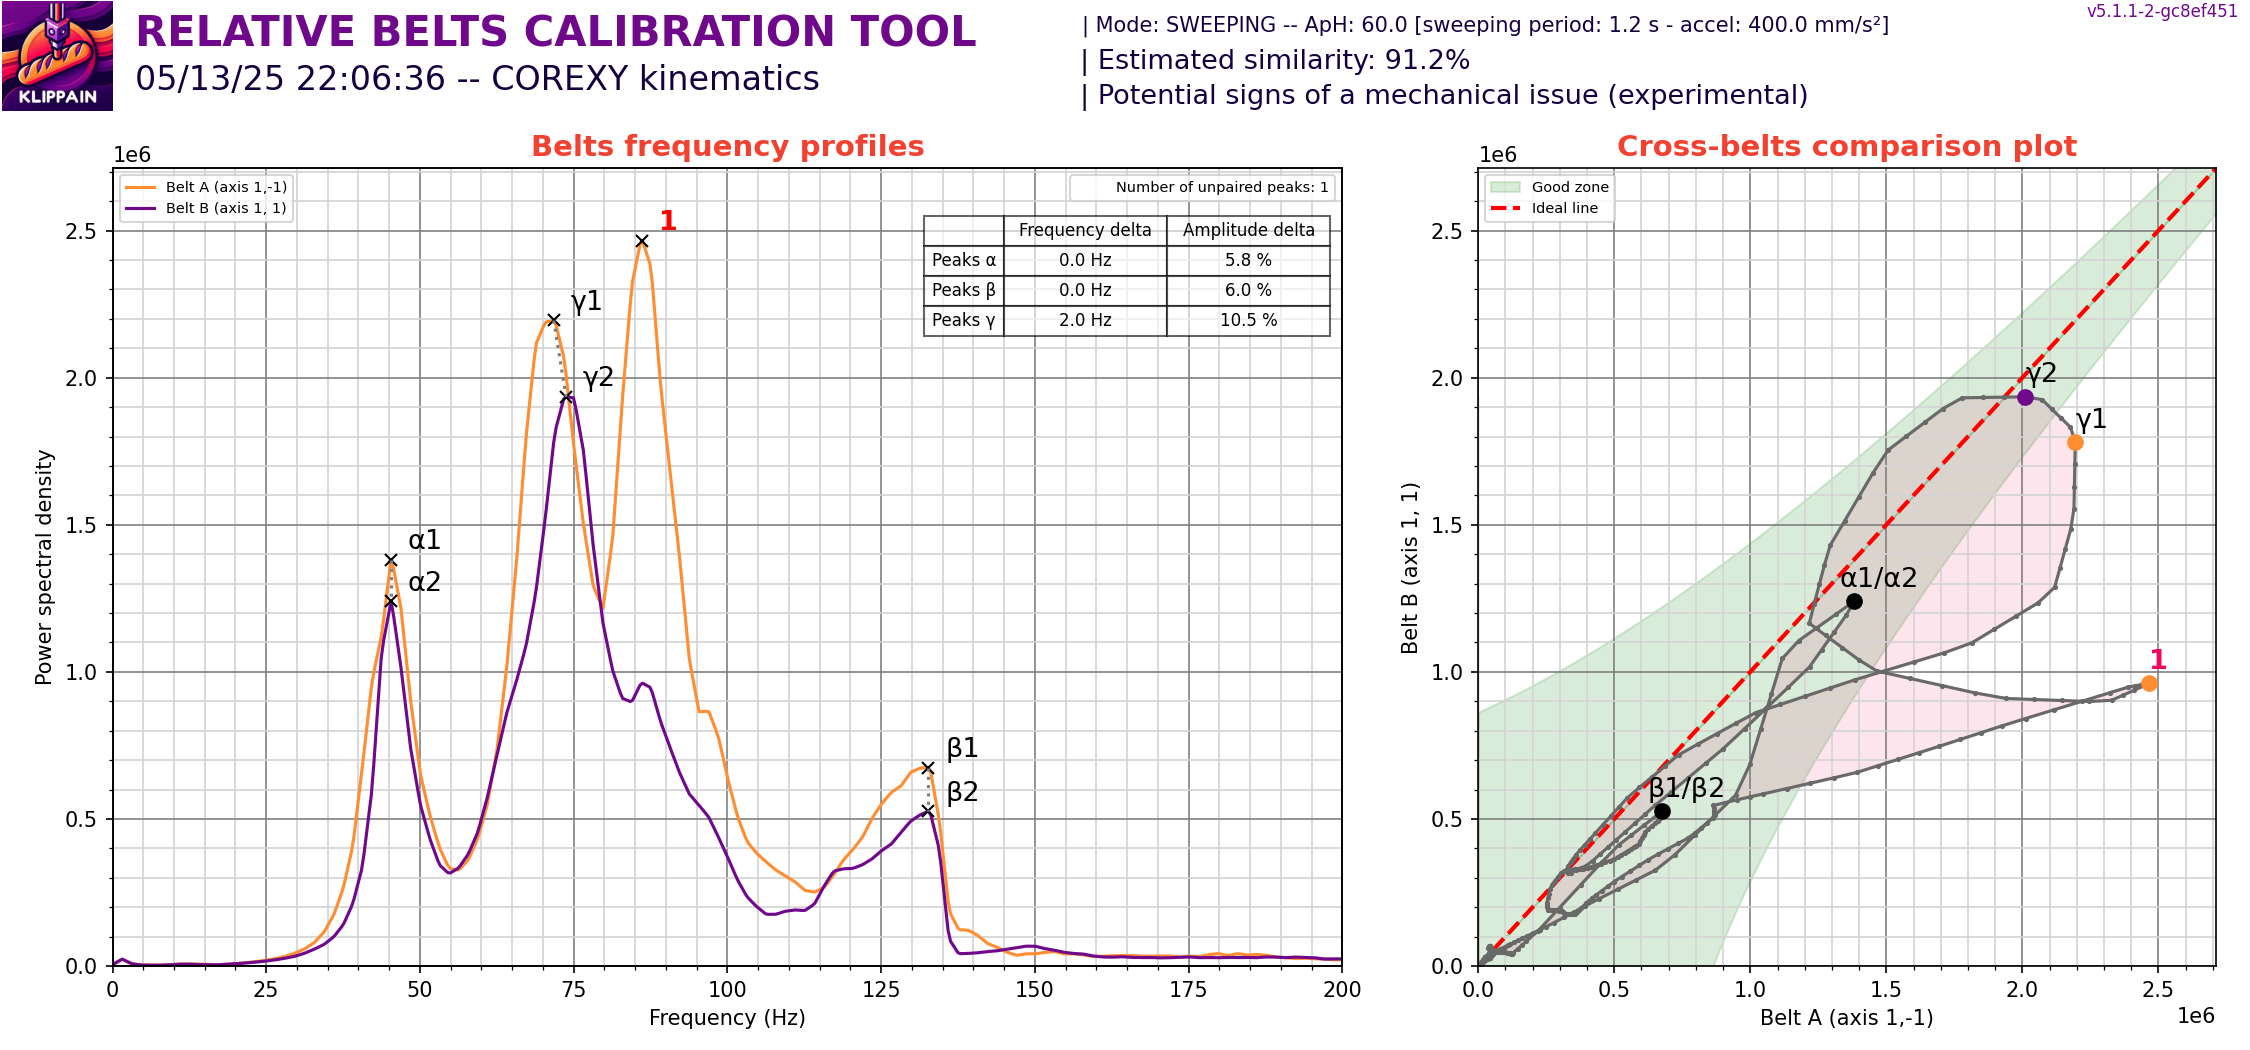 KLIPPAIN
RELATIVE BELTS CALIBRATION TOOL
05/13/25 22:06:36 -- COREXY kinematics
| Mode: SWEEPING -- ApH: 60.0 [sweeping period: 1.2 s - accel: 400.0 mm/s²]
| Estimated similarity: 91.2%
| Potential signs of a mechanical issue (experimental)
v5.1.1-2-gc8ef451
Belts frequency profiles
1e6
Belt A (axis 1,-1)
Belt B (axis 1, 1)
Number of unpaired peaks: 1
Frequency delta Amplitude delta
Peaks α 0.0 Hz 5.8 %
Peaks β 0.0 Hz 6.0 %
Peaks γ 2.0 Hz 10.5 %
1
γ1
γ2
α1
α2
β1
β2
Power spectral density
2.5
2.0
1.5
1.0
0.5
0.0
0 25 50 75 100 125 150 175 200
Frequency (Hz)
Cross-belts comparison plot
1e6
Good zone
Ideal line
γ2
γ1
α1/α2
1
β1/β2
Belt B (axis 1, 1)
2.5
2.0
1.5
1.0
0.5
0.0
0.0 0.5 1.0 1.5 2.0 2.5
Belt A (axis 1,-1)
1e6